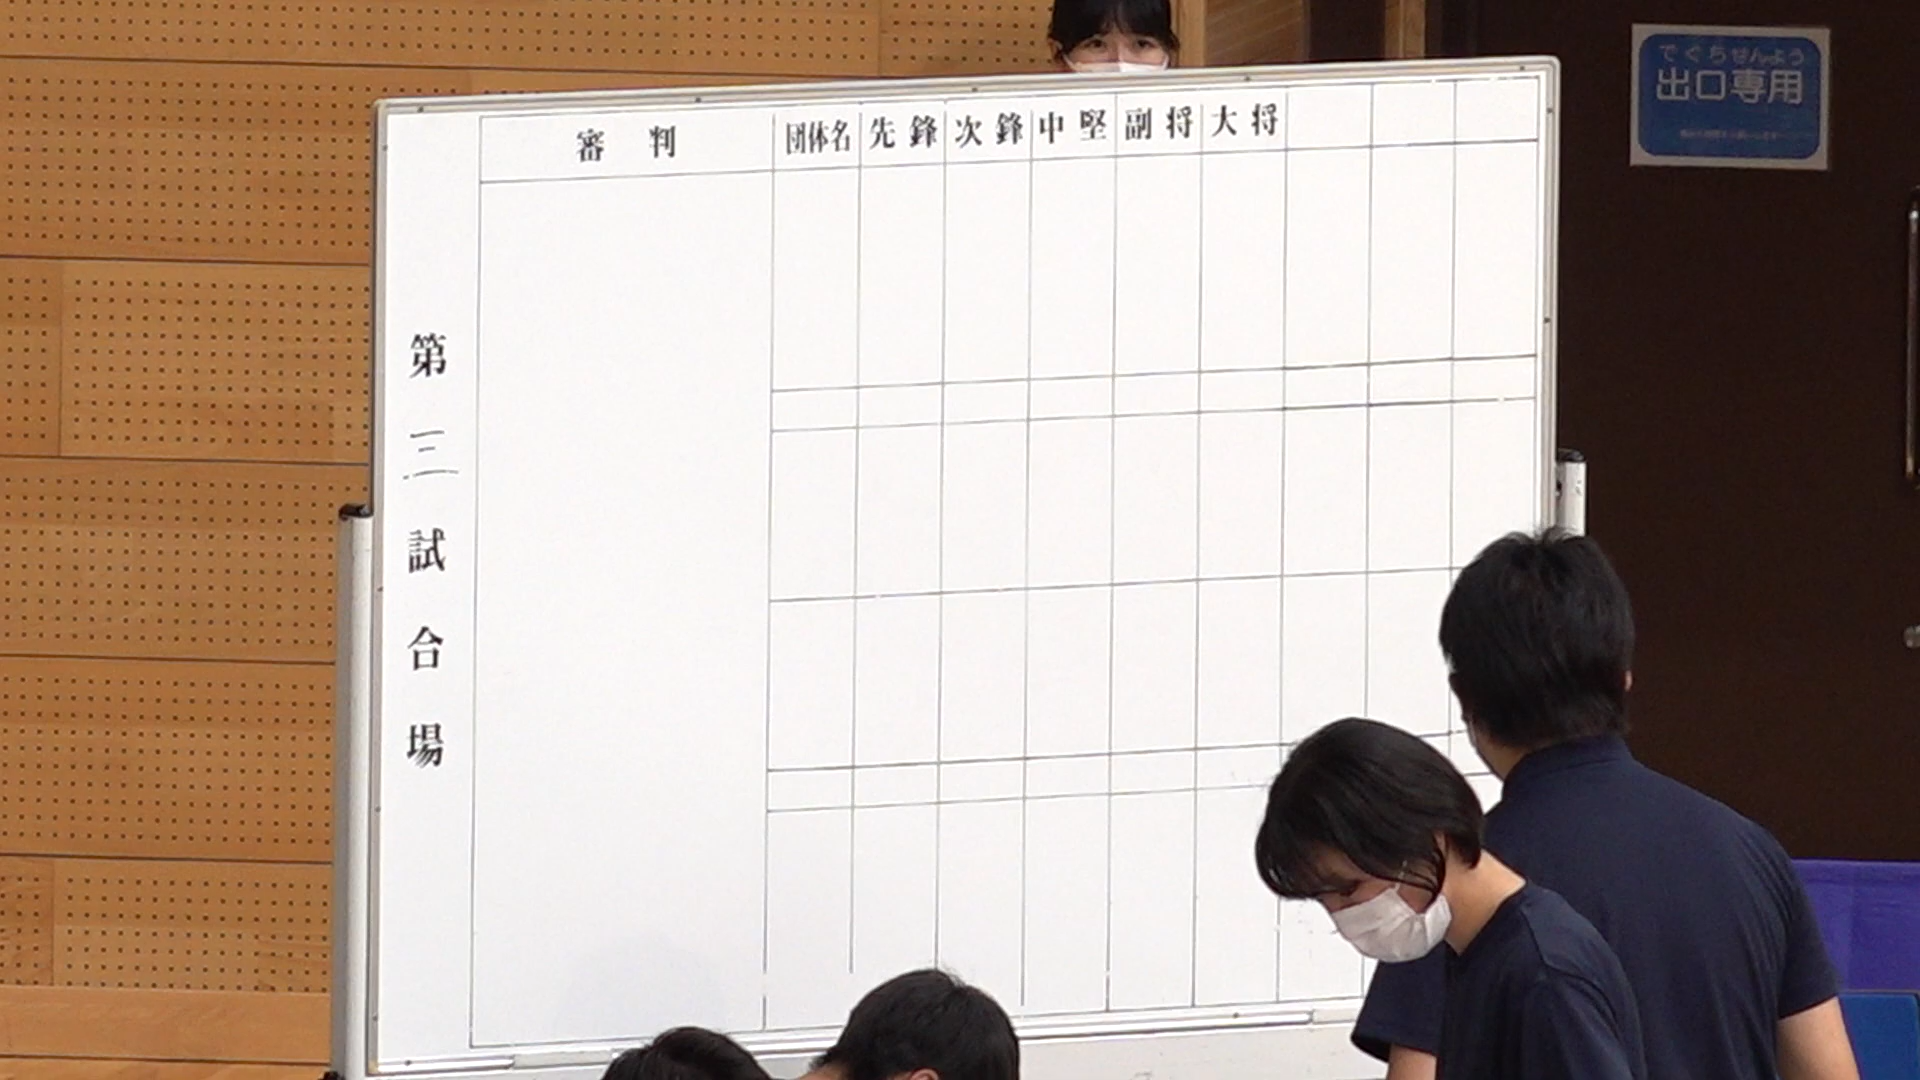 審判 団体名 先鋒 次鋒 中堅 副将 大将
第三試合場
でぐちせんよう
出口専用